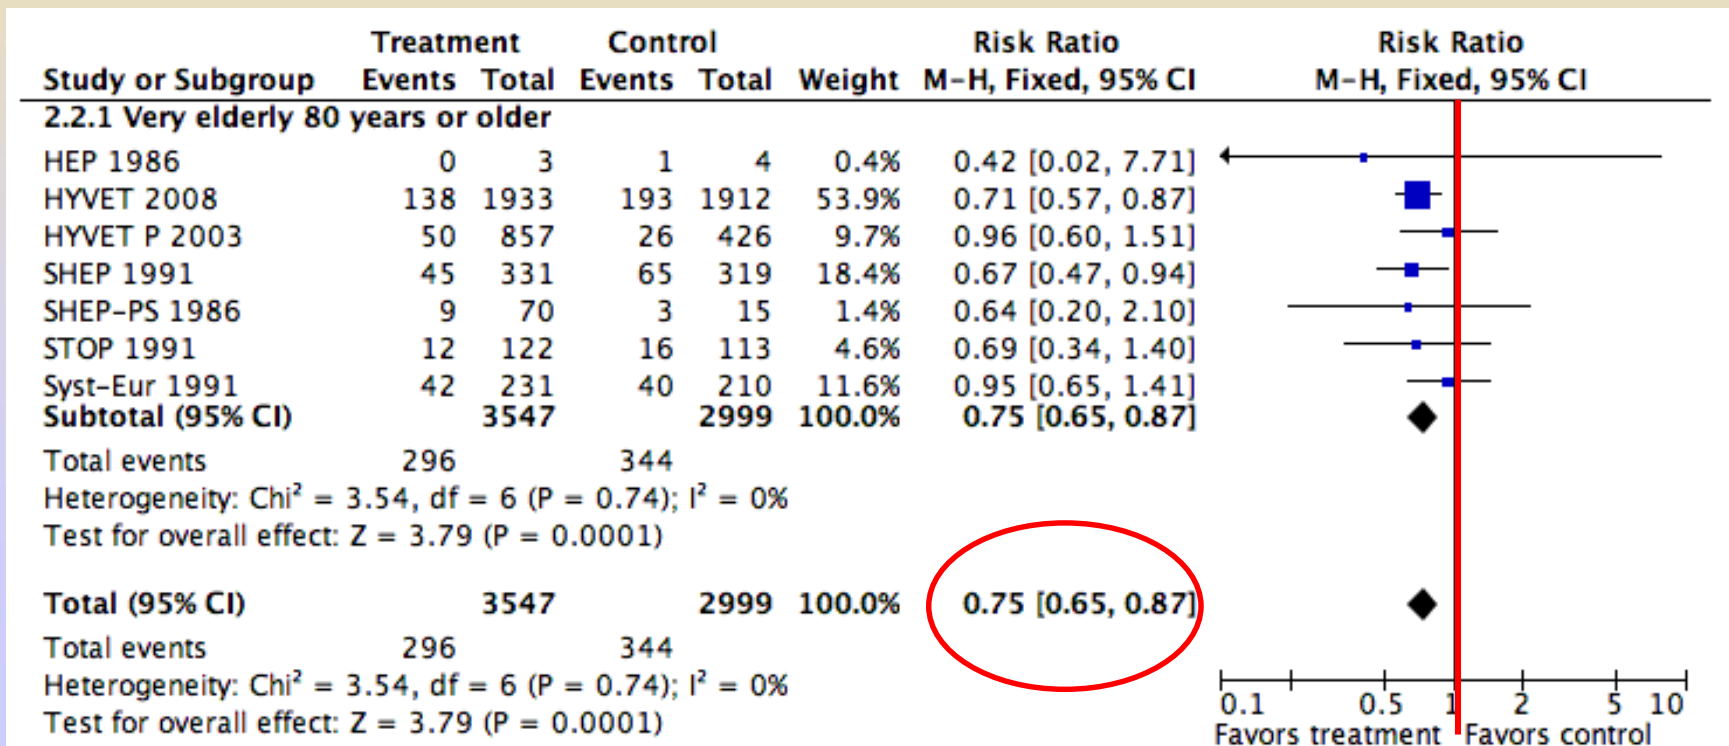 Treatment Control Risk Ratio Risk Ratio
Study or Subgroup Events Total Events Total Weight M-H, Fixed, 95% CI M-H, Fixed, 95% CI
2.2.1 Very elderly 80 years or older
HEP 1986 0 3 1 4 0.4% 0.42 [0.02, 7.71]
HYVET 2008 138 1933 193 1912 53.9% 0.71 [0.57, 0.87]
HYVET P 2003 50 857 26 426 9.7% 0.96 [0.60, 1.51]
SHEP 1991 45 331 65 319 18.4% 0.67 [0.47, 0.94]
SHEP-PS 1986 9 70 3 15 1.4% 0.64 [0.20, 2.10]
STOP 1991 12 122 16 113 4.6% 0.69 [0.34, 1.40]
Syst-Eur 1991 42 231 40 210 11.6% 0.95 [0.65, 1.41]
Subtotal (95% CI) 3547 2999 100.0% 0.75 [0.65, 0.87]
Total events 296 344
Heterogeneity: Chi² = 3.54, df = 6 (P = 0.74); I² = 0%
Test for overall effect: Z = 3.79 (P = 0.0001)
Total (95% CI) 3547 2999 100.0% 0.75 [0.65, 0.87]
Total events 296 344
Heterogeneity: Chi² = 3.54, df = 6 (P = 0.74); I² = 0%
Test for overall effect: Z = 3.79 (P = 0.0001)
0.1 0.5 1 2 5 10
Favors treatment Favors control